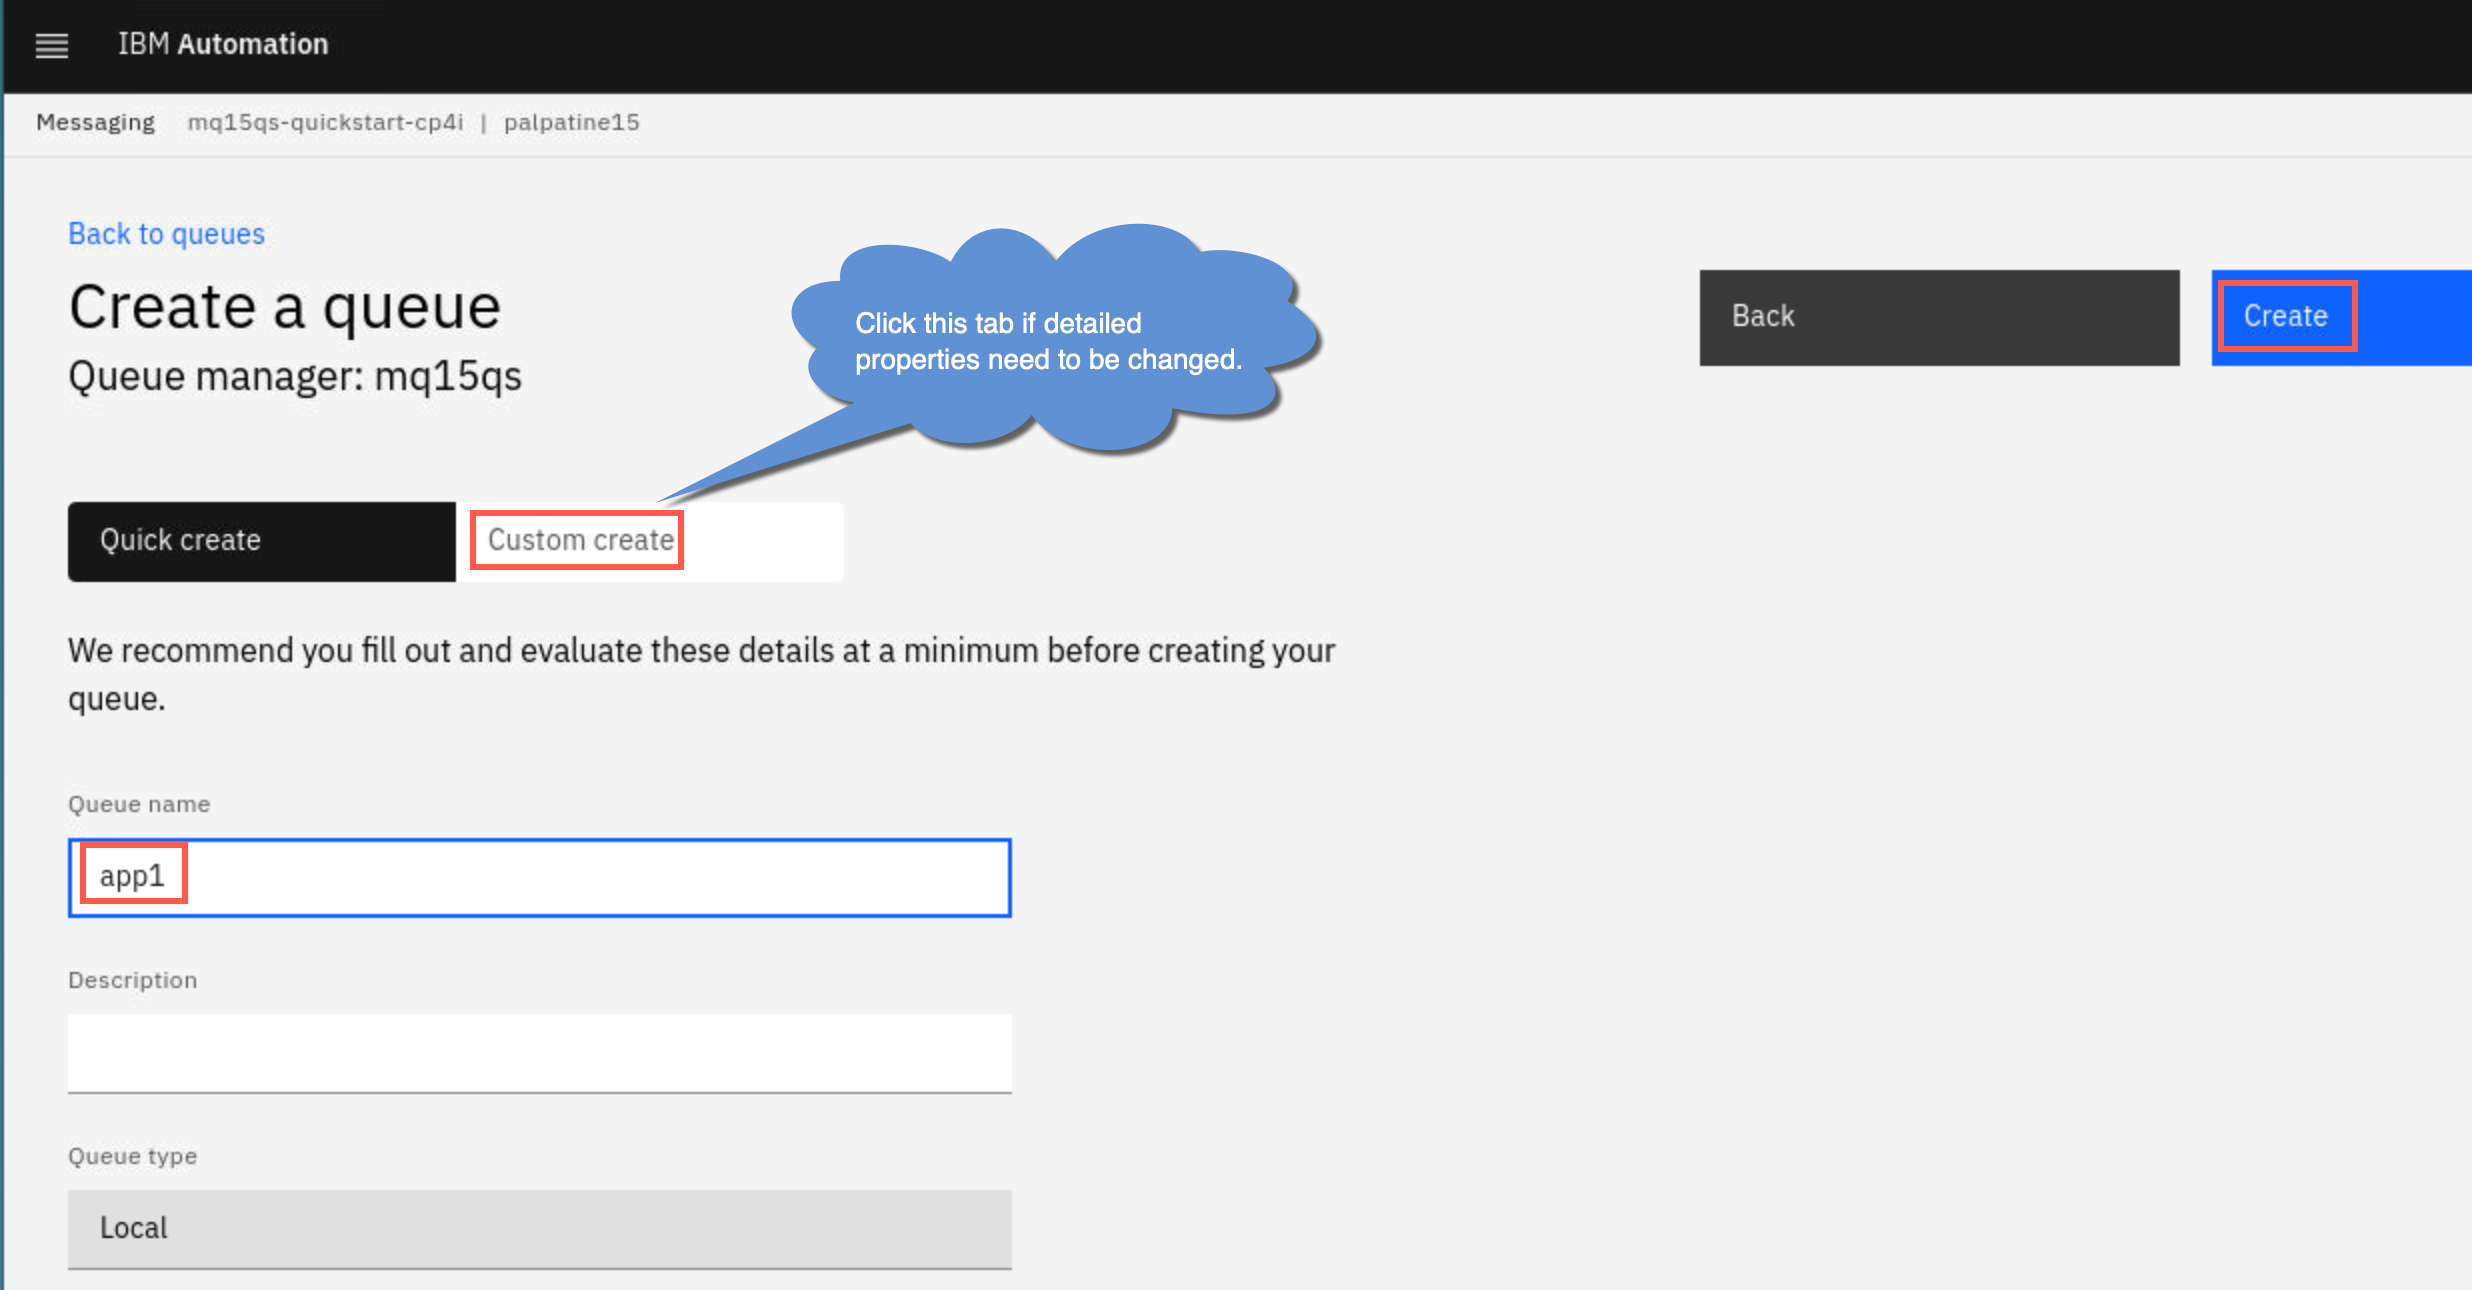 IBM Automation
Messaging mq15qs-quickstart-cp4i | palpatine15
Back to queues
Create a queue
Queue manager: mq15qs
Click this tab if detailed
properties need to be changed.
Back
Create
Quick create
Custom create
We recommend you fill out and evaluate these details at a minimum before creating your
queue.
Queue name
app1
Description
Queue type
Local